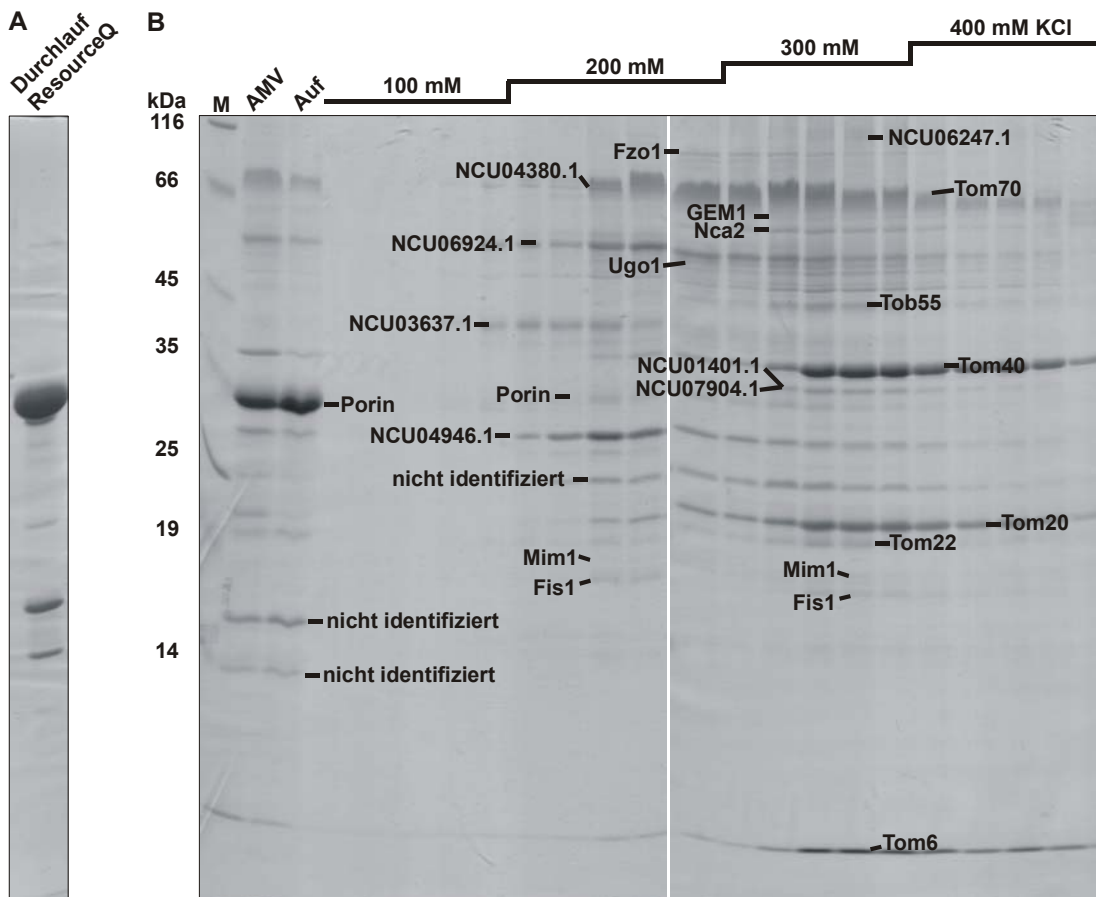 A
Durchlauf
ResourceQ
B
400 mM KCl
300 mM
200 mM
100 mM
kDa
M
AMV
Auf
116
66
45
35
25
19
14
NCU06247.1
Fzo1
NCU04380.1
Tom70
GEM1
Nca2
NCU06924.1
Ugo1
Tob55
NCU03637.1
NCU01401.1
Tom40
NCU07904.1
Porin
Porin
NCU04946.1
nicht identifiziert
Tom20
Tom22
Mim1
Fis1
Mim1
Fis1
nicht identifiziert
nicht identifiziert
Tom6